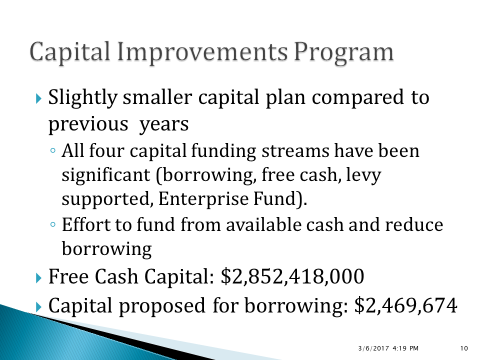 Capital Improvements Program
Slightly smaller capital plan compared to
previous years
All four capital funding streams have been
significant (borrowing, free cash, levy
supported, Enterprise Fund).
Effort to fund from available cash and reduce
borrowing
Free Cash Capital: $2,852,418,000
Capital proposed for borrowing: $2,469,674
3/6/2017 4:19 PM
10